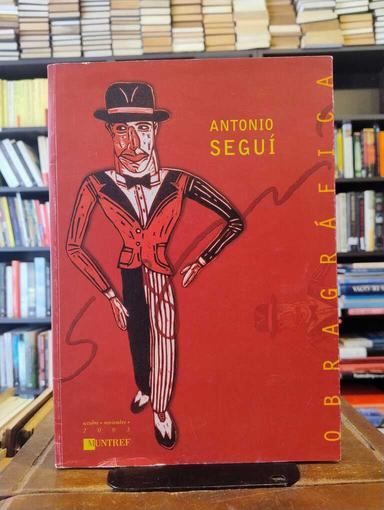 ANTONIO
SEGUÍ
OBRA GRÁFICA
octubre • noviembre •
2003
MUNTREF